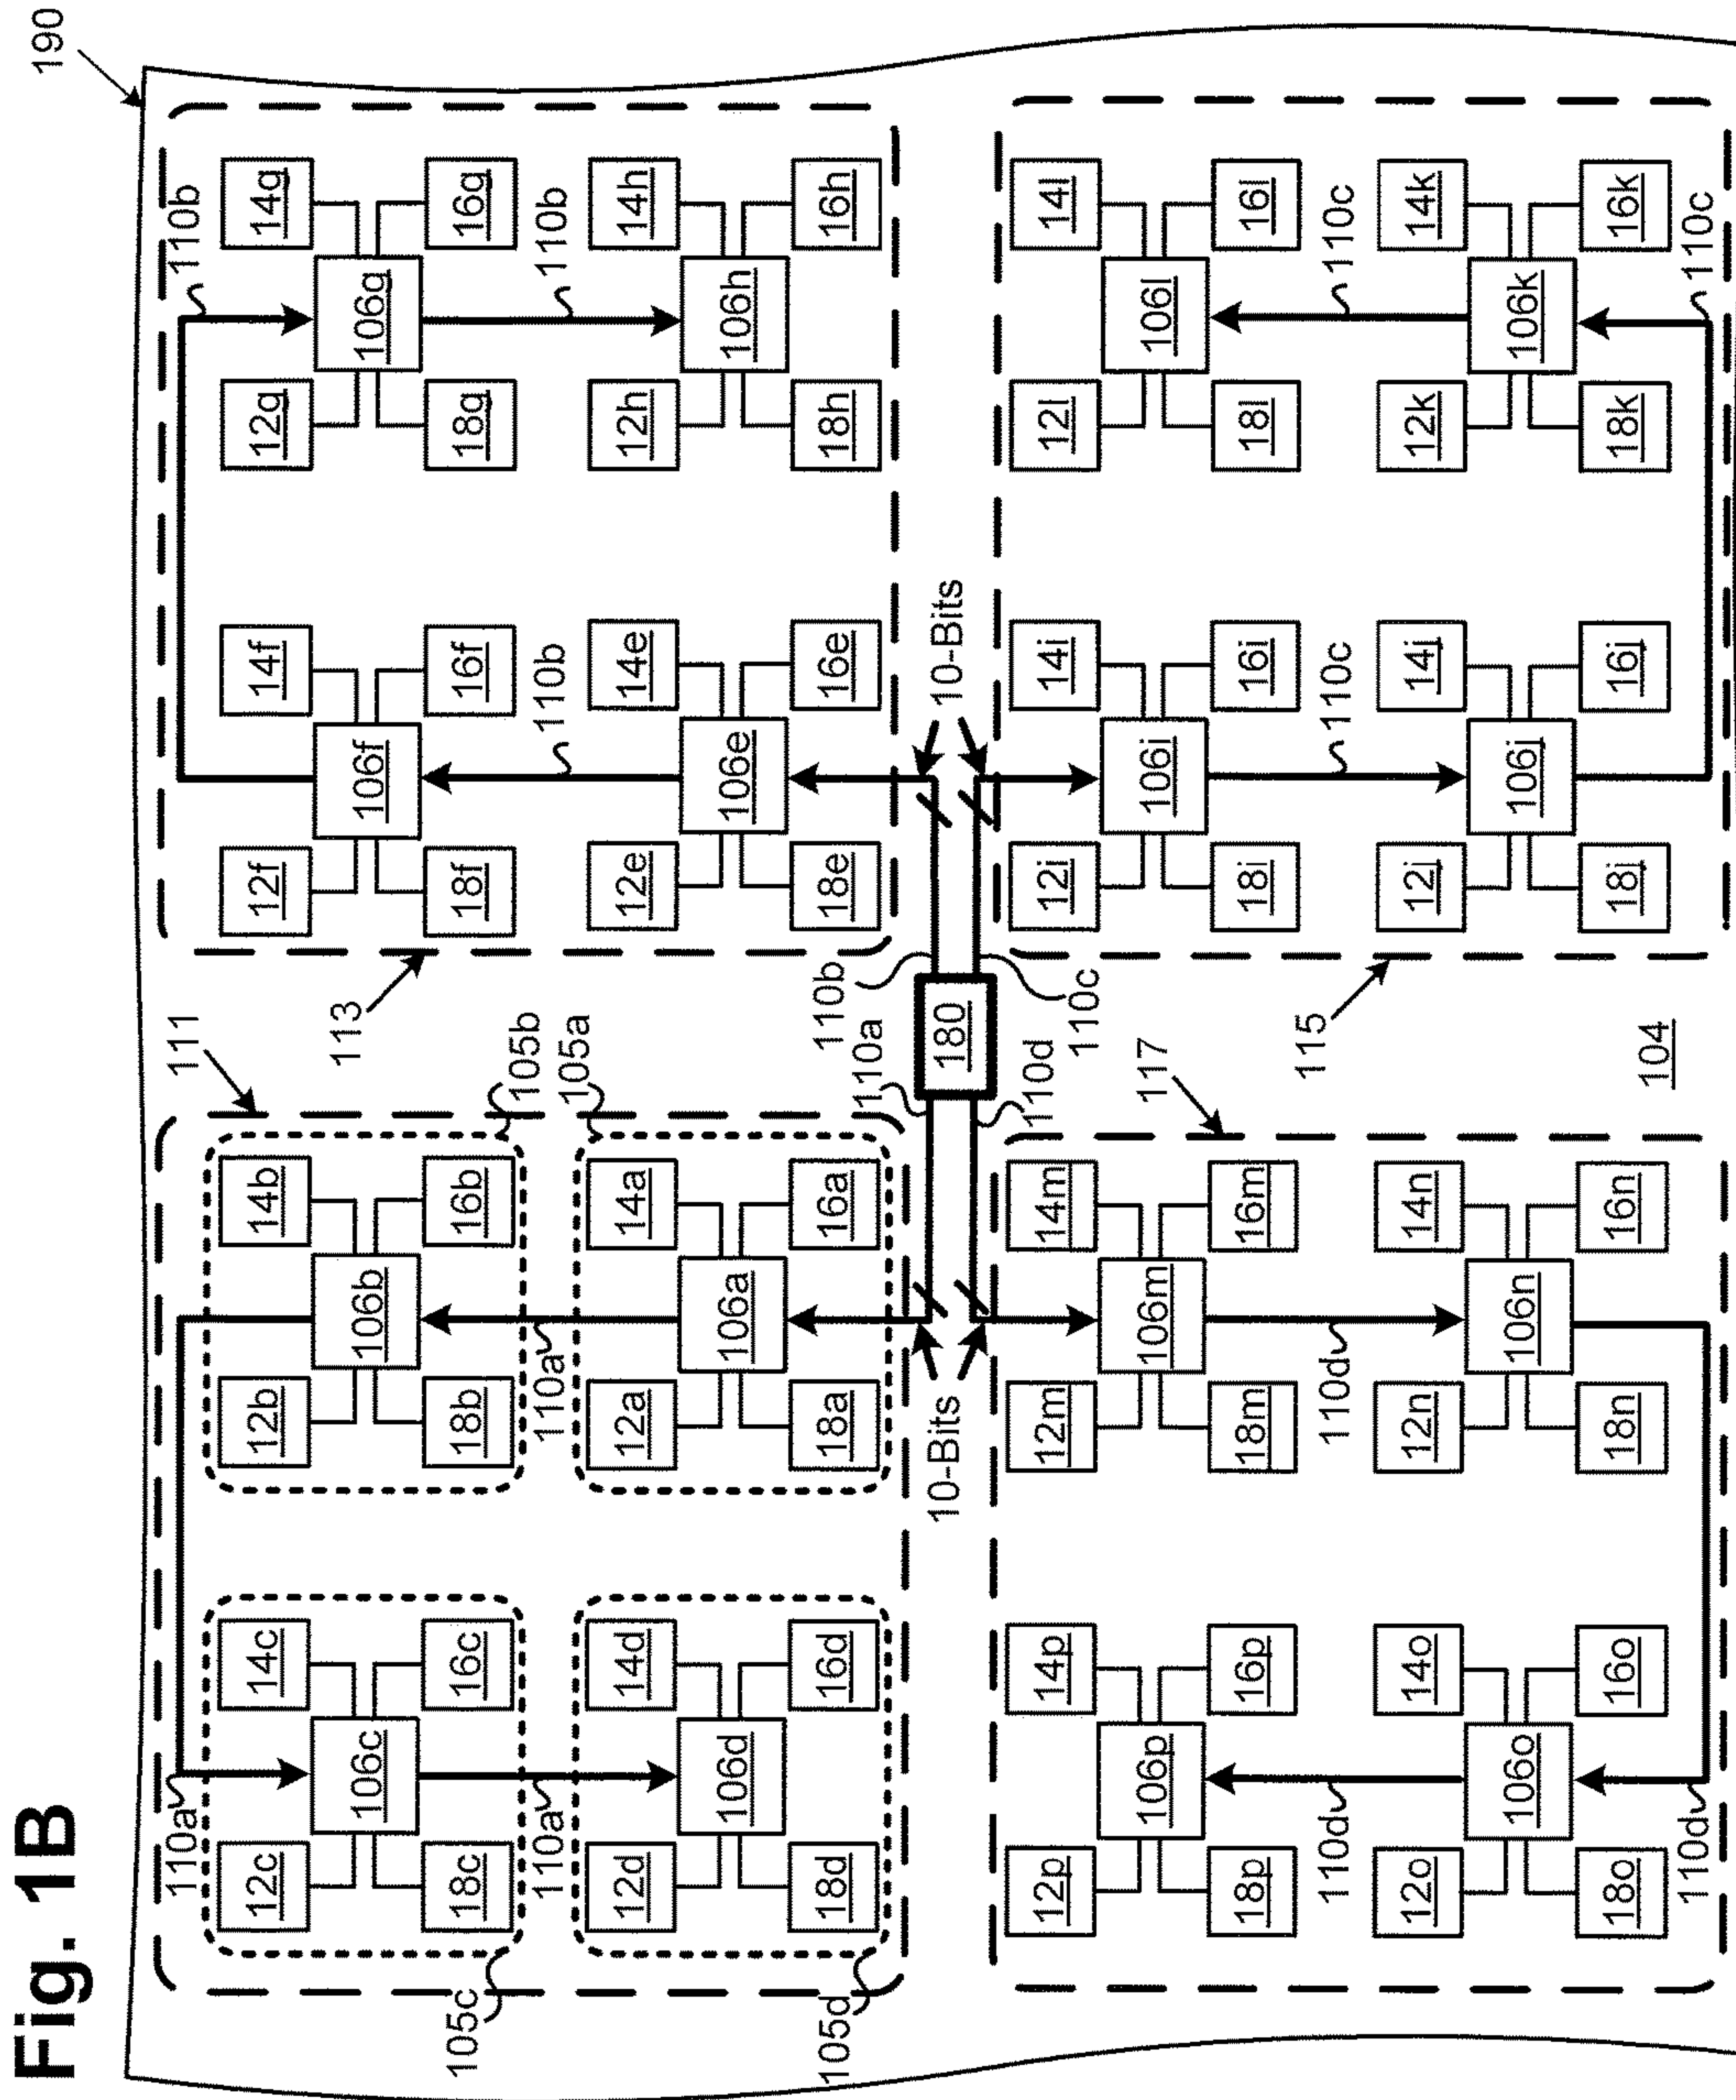 Fig. 1B
190
110a 111 110b
12c 14c 12b 14b 12f 14f 12g 14g
113
106c 106b 106f 106g
105c 18c 16c 18b 16b 18f 16f 18g 16g
105b
110a 110a 110b 110b
105a
12d 14d 12a 14a 12e 14e 12h 14h
106d 106a 106e 106h
105d 18d 16d 18a 16a 18e 16e 18h 16h
110b
110a
10-Bits 180 10-Bits
110d
110c
12p 14p 12m 14m 12i 14i 12l 14l
106p 106m 117 106i 106l
18p 16p 18m 16m 18i 16i 18l 16l
115
110d 110d 110c 110c
12o 14o 12n 14n 12j 14j 12k 14k
106o 106n 106j 106k
18o 16o 18n 16n 18j 16j 18k 16k
104
110d 110c